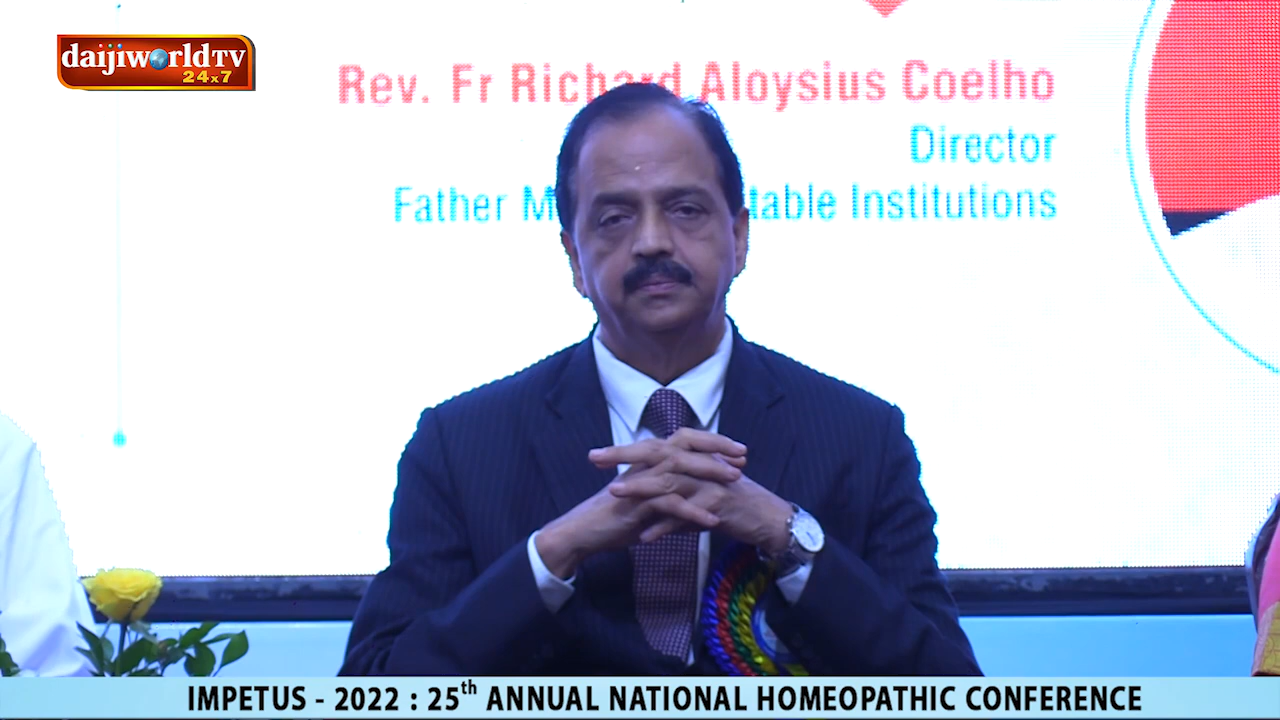 daijiworldTV
24x7
Rev Fr Richard Aloysius Coelho
Director
Father M table Institutions
IMPETUS - 2022 : 25th ANNUAL NATIONAL HOMEOPATHIC CONFERENCE